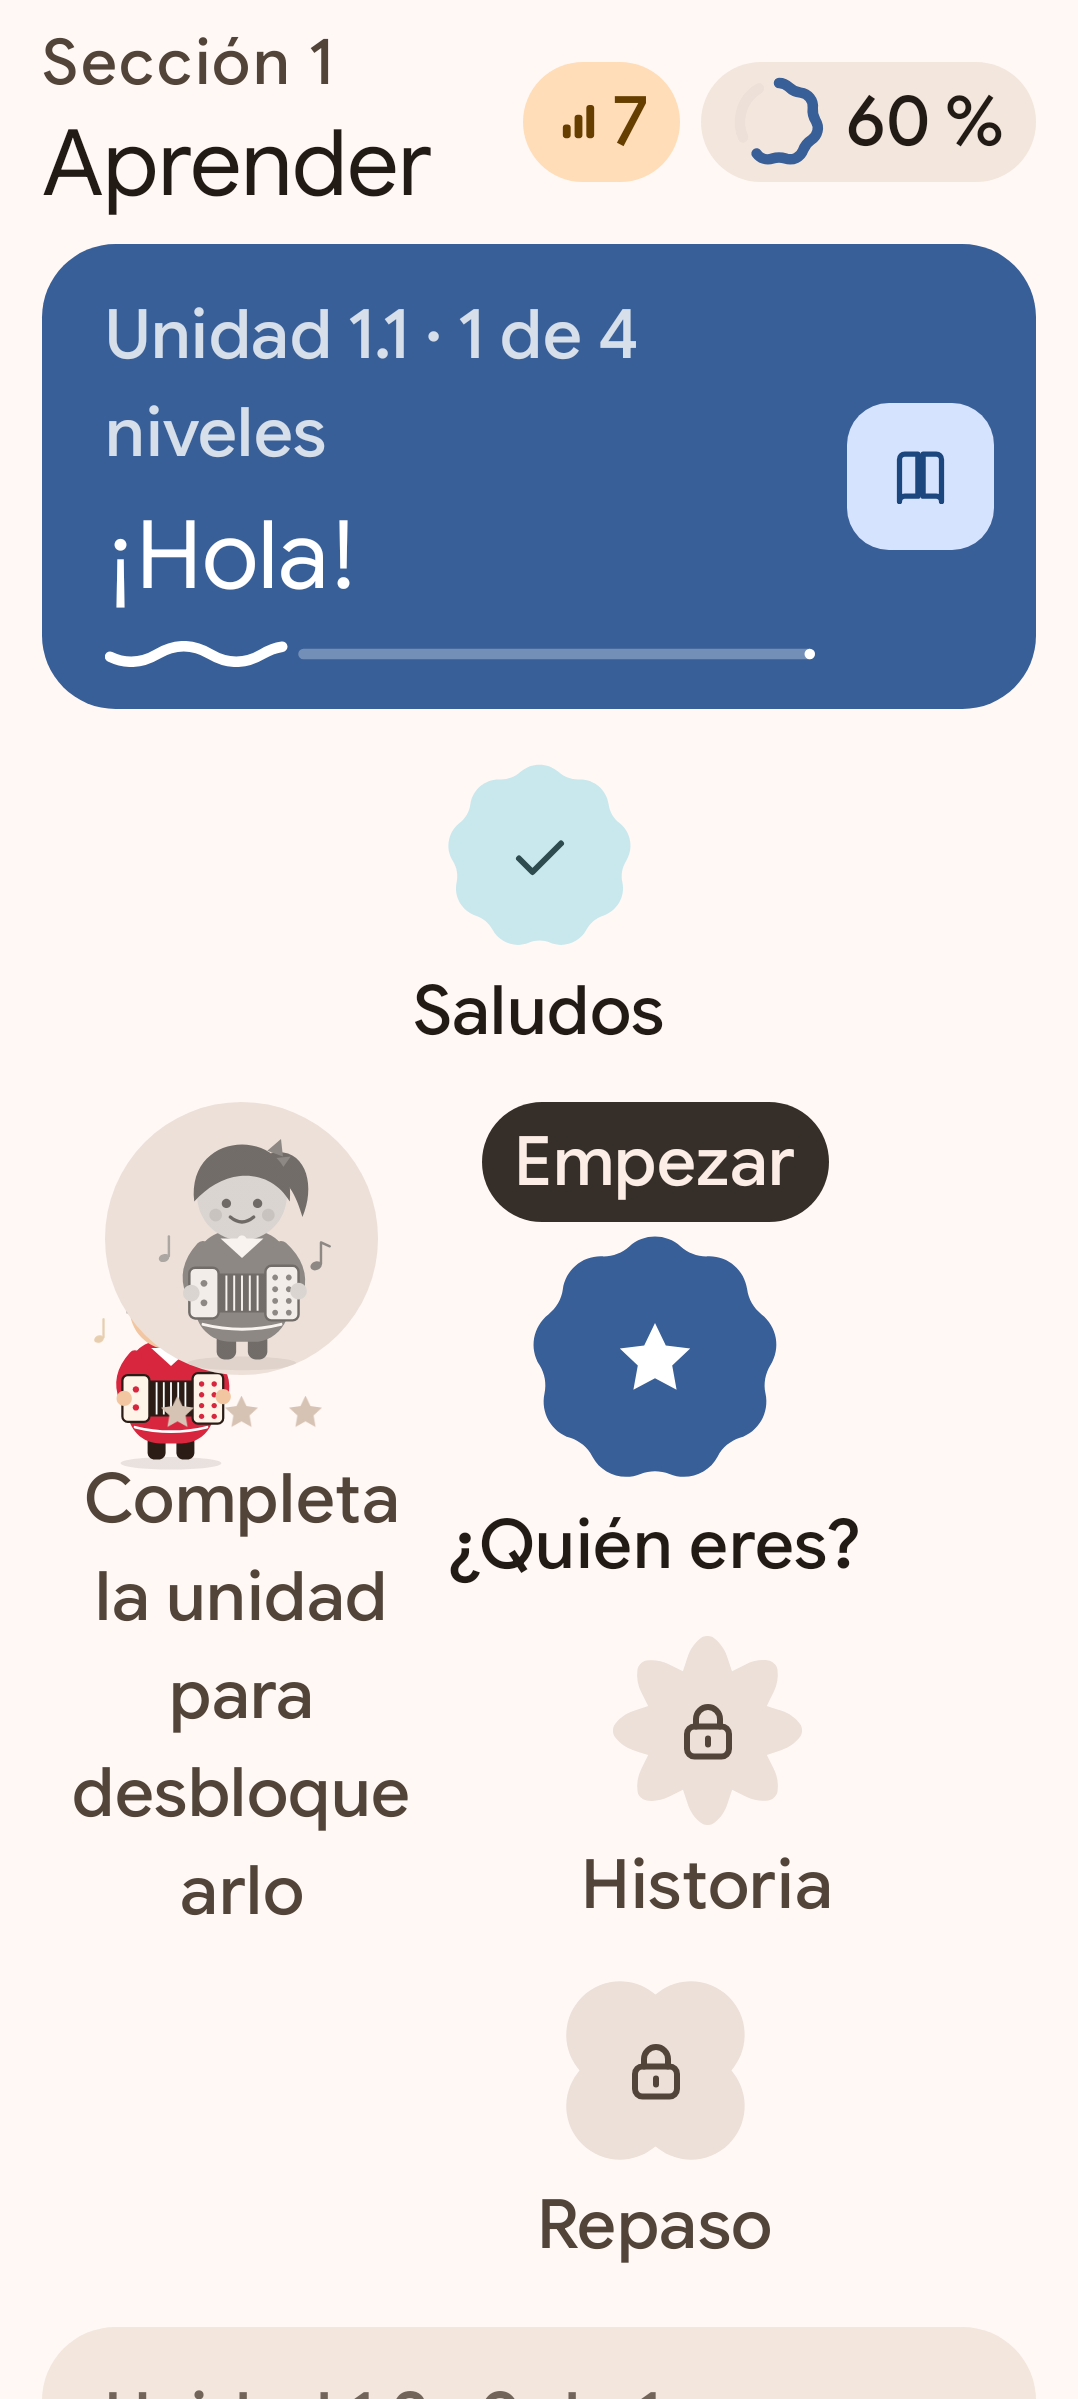 Sección 1
Aprender
7
60 %
Unidad 1.1 · 1 de 4
niveles
¡Hola!
Saludos
Empezar
¿Quién eres?
Completa
la unidad
para
desbloque
arlo
Historia
Repaso